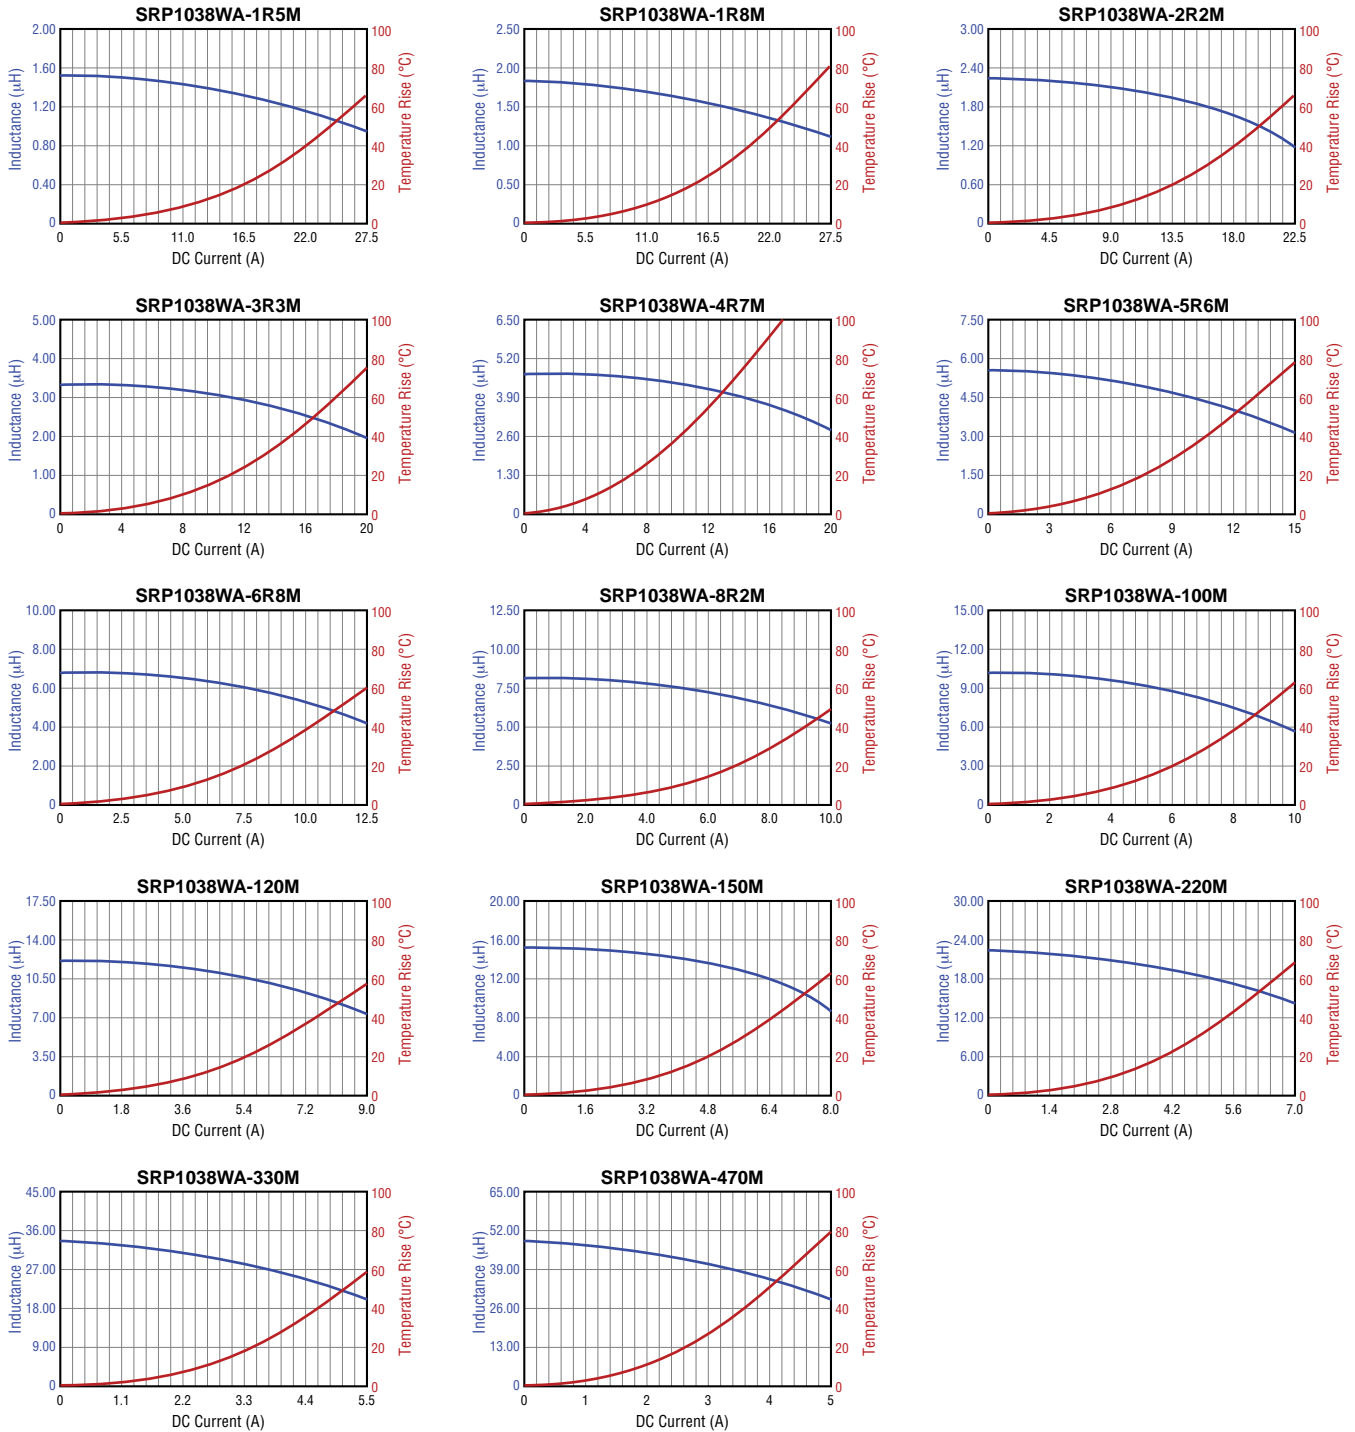 SRP1038WA-1R5M
Inductance (μH)
2.00
1.60
1.20
0.80
0.40
0
100
80
60
40
20
0
Temperature Rise (°C)
0 5.5 11.0 16.5 22.0 27.5
DC Current (A)
SRP1038WA-1R8M
Inductance (μH)
2.50
2.00
1.50
1.00
0.50
0
100
80
60
40
20
0
Temperature Rise (°C)
0 5.5 11.0 16.5 22.0 27.5
DC Current (A)
SRP1038WA-2R2M
Inductance (μH)
3.00
2.40
1.80
1.20
0.60
0
100
80
60
40
20
0
Temperature Rise (°C)
0 4.5 9.0 13.5 18.0 22.5
DC Current (A)
SRP1038WA-3R3M
Inductance (μH)
5.00
4.00
3.00
2.00
1.00
0
100
80
60
40
20
0
Temperature Rise (°C)
0 4 8 12 16 20
DC Current (A)
SRP1038WA-4R7M
Inductance (μH)
6.50
5.20
3.90
2.60
1.30
0
100
80
60
40
20
0
Temperature Rise (°C)
0 4 8 12 16 20
DC Current (A)
SRP1038WA-5R6M
Inductance (μH)
7.50
6.00
4.50
3.00
1.50
0
100
80
60
40
20
0
Temperature Rise (°C)
0 3 6 9 12 15
DC Current (A)
SRP1038WA-6R8M
Inductance (μH)
10.00
8.00
6.00
4.00
2.00
0
100
80
60
40
20
0
Temperature Rise (°C)
0 2.5 5.0 7.5 10.0 12.5
DC Current (A)
SRP1038WA-8R2M
Inductance (μH)
12.50
10.00
7.50
5.00
2.50
0
100
80
60
40
20
0
Temperature Rise (°C)
0 2.0 4.0 6.0 8.0 10.0
DC Current (A)
SRP1038WA-100M
Inductance (μH)
15.00
12.00
9.00
6.00
3.00
0
100
80
60
40
20
0
Temperature Rise (°C)
0 2 4 6 8 10
DC Current (A)
SRP1038WA-120M
Inductance (μH)
17.50
14.00
10.50
7.00
3.50
0
100
80
60
40
20
0
Temperature Rise (°C)
0 1.8 3.6 5.4 7.2 9.0
DC Current (A)
SRP1038WA-150M
Inductance (μH)
20.00
16.00
12.00
8.00
4.00
0
100
80
60
40
20
0
Temperature Rise (°C)
0 1.6 3.2 4.8 6.4 8.0
DC Current (A)
SRP1038WA-220M
Inductance (μH)
30.00
24.00
18.00
12.00
6.00
0
100
80
60
40
20
0
Temperature Rise (°C)
0 1.4 2.8 4.2 5.6 7.0
DC Current (A)
SRP1038WA-330M
Inductance (μH)
45.00
36.00
27.00
18.00
9.00
0
100
80
60
40
20
0
Temperature Rise (°C)
0 1.1 2.2 3.3 4.4 5.5
DC Current (A)
SRP1038WA-470M
Inductance (μH)
65.00
52.00
39.00
26.00
13.00
0
100
80
60
40
20
0
Temperature Rise (°C)
0 1 2 3 4 5
DC Current (A)